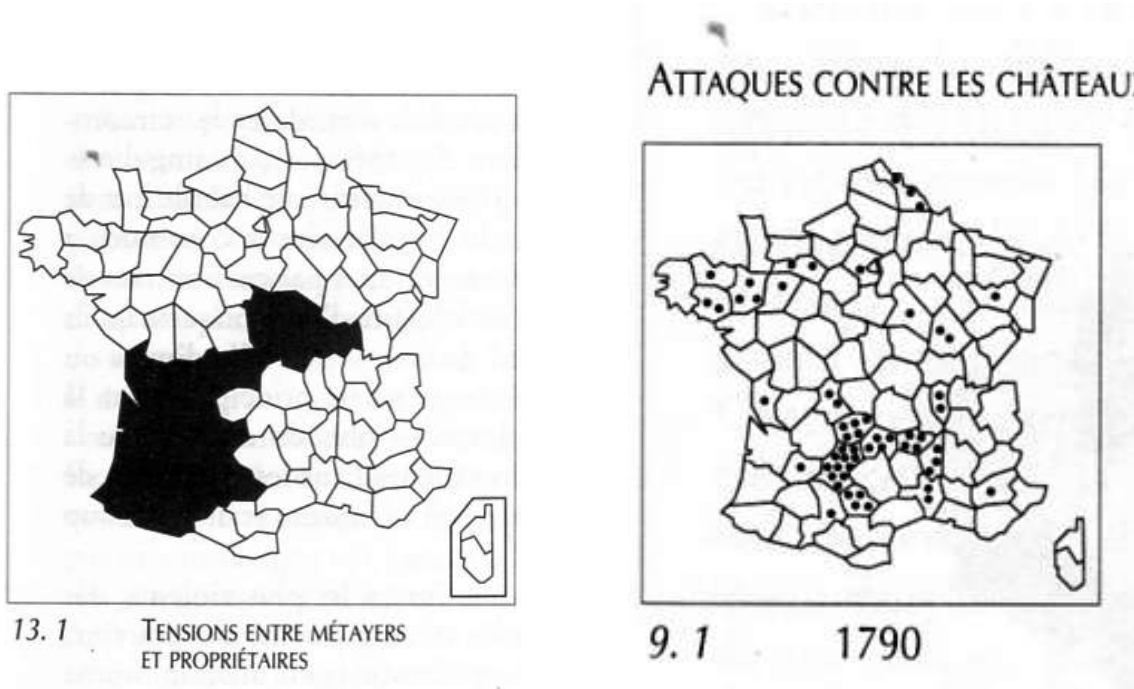 13. 1 TENSIONS ENTRE MÉTAYERS
ET PROPRIÉTAIRES
ATTAQUES CONTRE LES CHÂTEAU
9. 1 1790